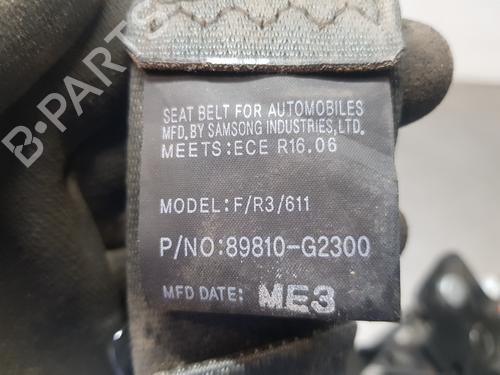 B-PARTS
SEAT BELT FOR AUTOMOBILES
MFD.BY SAMSONG INDUSTRIES,LTD.
MEETS:ECE R16.06
MODEL:F/R3/611
P/NO:89810-G2300
MFD DATE: ME3